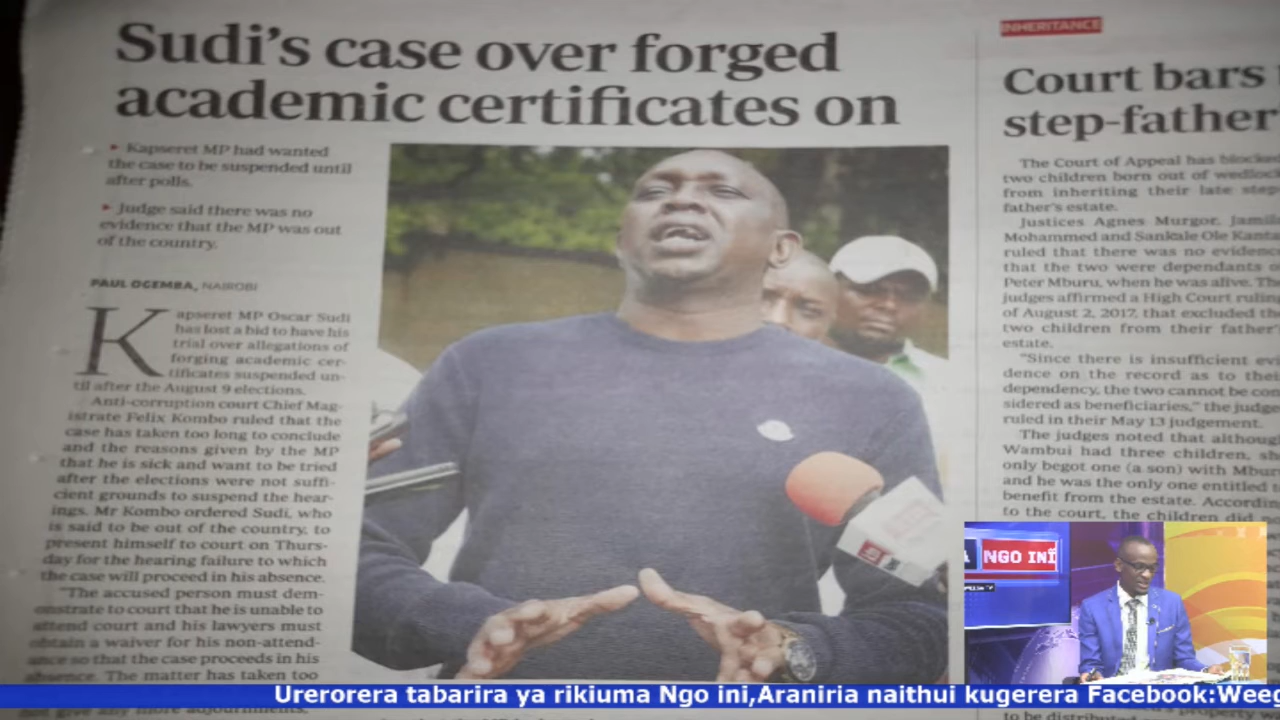 Sudi's case over forged
academic certificates on
Kapseret MP had wanted
the case to be suspended until
after polls.
Judge said there was no
evidence that the MP was out
of the country.
PAUL OGEMBA, NAIROBI
Kapseret MP Oscar Sudi
has lost a bid to have his
trial over allegations of
forging academic cer-
tificates suspended un-
til after the August 9 elections.
Anti-corruption court Chief Mag-
istrate Felix Kombo ruled that the
case has taken too long to conclude
and the reasons given by the MP
that he is sick and want to be tried
after the elections were not suffi-
cient grounds to suspend the hear-
ings. Mr Kombo ordered Sudi, who
is said to be out of the country, to
present himself to court on Thurs-
day for the hearing failure to which
the case will proceed in his absence.
"The accused person must dem-
onstrate to court that he is unable to
attend court and his lawyers must
obtain a waiver for his non-attend-
ance so that the case proceeds in his
absence. The matter has taken too
INHERITANCE
Court bars
step-father
The Court of Appeal has blocked
two children born out of wedlock
from inheriting their late step-
father's estate.
Justices Agnes Murgor, Jamila
Mohammed and Sankale Ole Kantai
ruled that there was no evidence
that the two were dependants of
Peter Mburu, when he was alive. The
judges affirmed a High Court ruling
of August 2, 2017, that excluded the
two children from their father's
estate.
"Since there is insufficient evi-
dence on the record as to their
dependency, the two cannot be con-
sidered as beneficiaries," the judges
ruled in their May 13 judgement.
The judges noted that although
Wambui had three children, she
only begot one (a son) with Mburu
and he was the only one entitled to
benefit from the estate. According
to the court, the children did
NGO INĪ
Urerorera tabarira ya rikiuma Ngo ini,Araniria naithui kugerera Facebook:Weeg
to be distributed